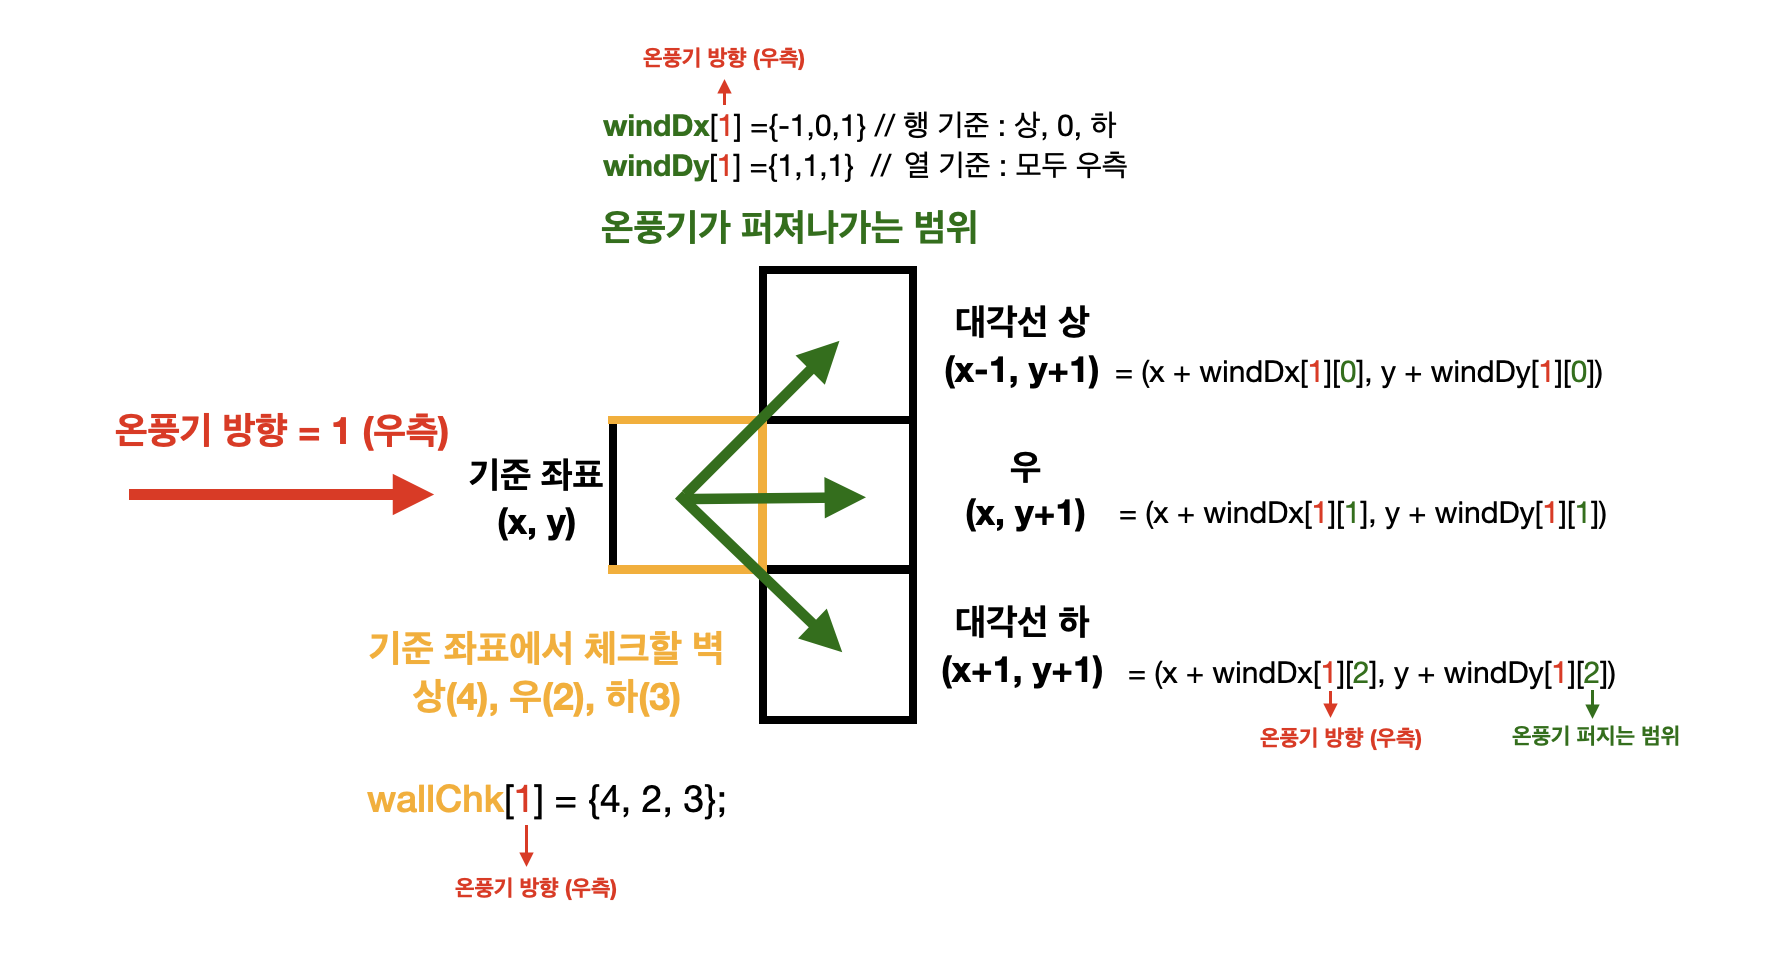 온풍기 방향 (우측)
windDx[1] ={-1,0,1} // 행 기준 : 상, 0, 하
windDy[1] ={1,1,1} // 열 기준 : 모두 우측
온풍기가 퍼져나가는 범위
대각선 상
(x-1, y+1) = (x + windDx[1][0], y + windDy[1][0])
온풍기 방향 = 1 (우측)
기준 좌표
(x, y)
우
(x, y+1) = (x + windDx[1][1], y + windDy[1][1])
대각선 하
(x+1, y+1) = (x + windDx[1][2], y + windDy[1][2])
온풍기 방향 (우측)
온풍기 퍼지는 범위
기준 좌표에서 체크할 벽
상(4), 우(2), 하(3)
wallChk[1] = {4, 2, 3};
온풍기 방향 (우측)